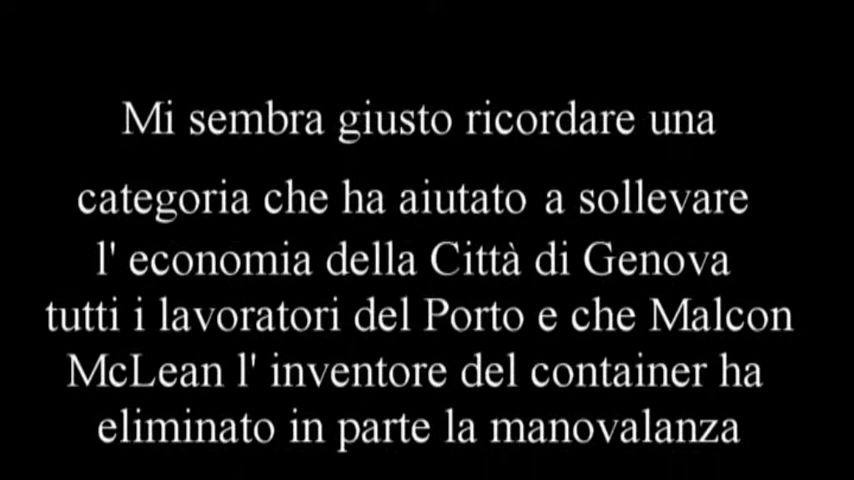 Mi sembra giusto ricordare una
categoria che ha aiutato a sollevare
l' economia della Città di Genova
tutti i lavoratori del Porto e che Malcon
McLean l' inventore del container ha
eliminato in parte la manovalanza